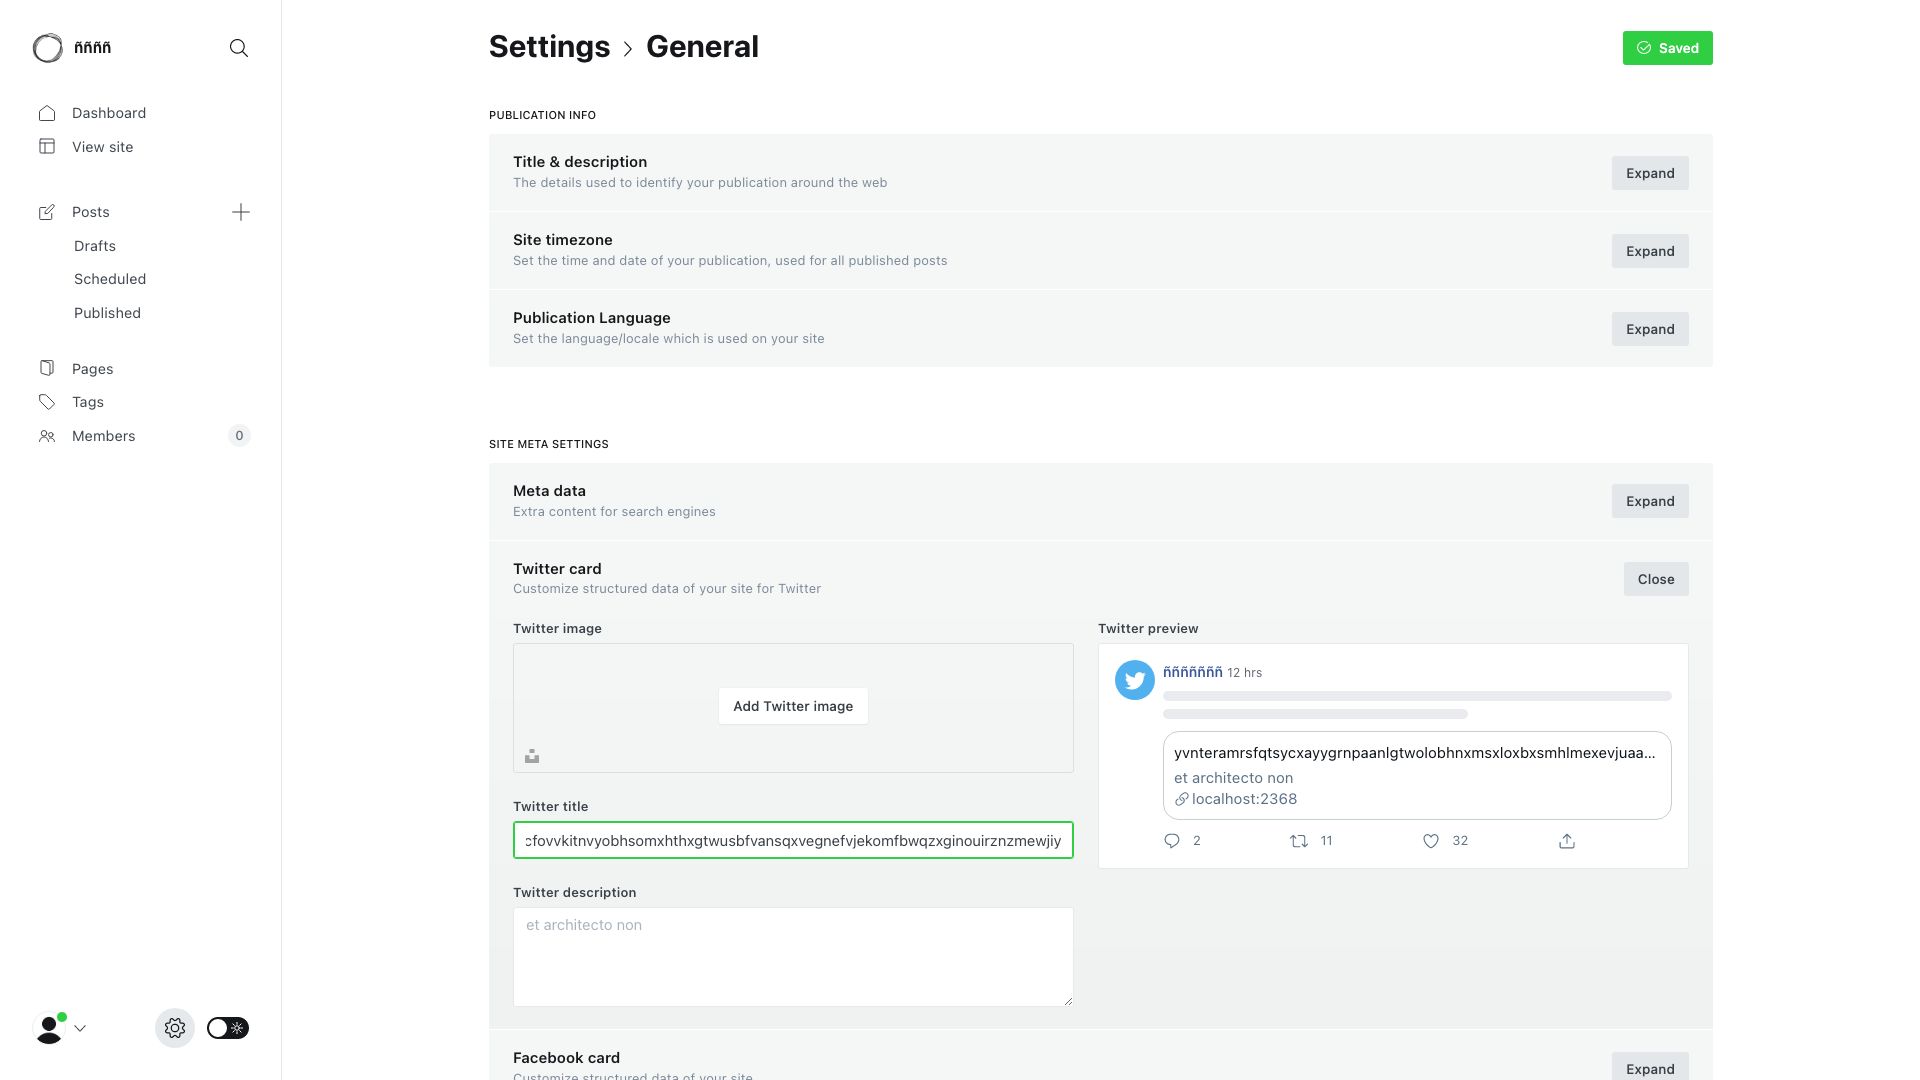 ññññ
Dashboard
View site
Posts
Drafts
Scheduled
Published
Pages
Tags
Members 0
Settings › General
Saved
PUBLICATION INFO
Title & description
The details used to identify your publication around the web
Expand
Site timezone
Set the time and date of your publication, used for all published posts
Expand
Publication Language
Set the language/locale which is used on your site
Expand
SITE META SETTINGS
Meta data
Extra content for search engines
Expand
Twitter card
Customize structured data of your site for Twitter
Close
Twitter image
Add Twitter image
Twitter title
cfovvkitnvyobhsomxhthxgtwusbfvansqxvegnefvjekomfbwqzxginouirznzmewjiy
Twitter description
et architecto non
Twitter preview
ñññññññ 12 hrs
yvnteramrsfqtsycxayygrnpaanlgtwolobhnxmsxloxbxsmhlmexevjuaa...
et architecto non
localhost:2368
2 11 32
Facebook card
Customize structured data of your site
Expand